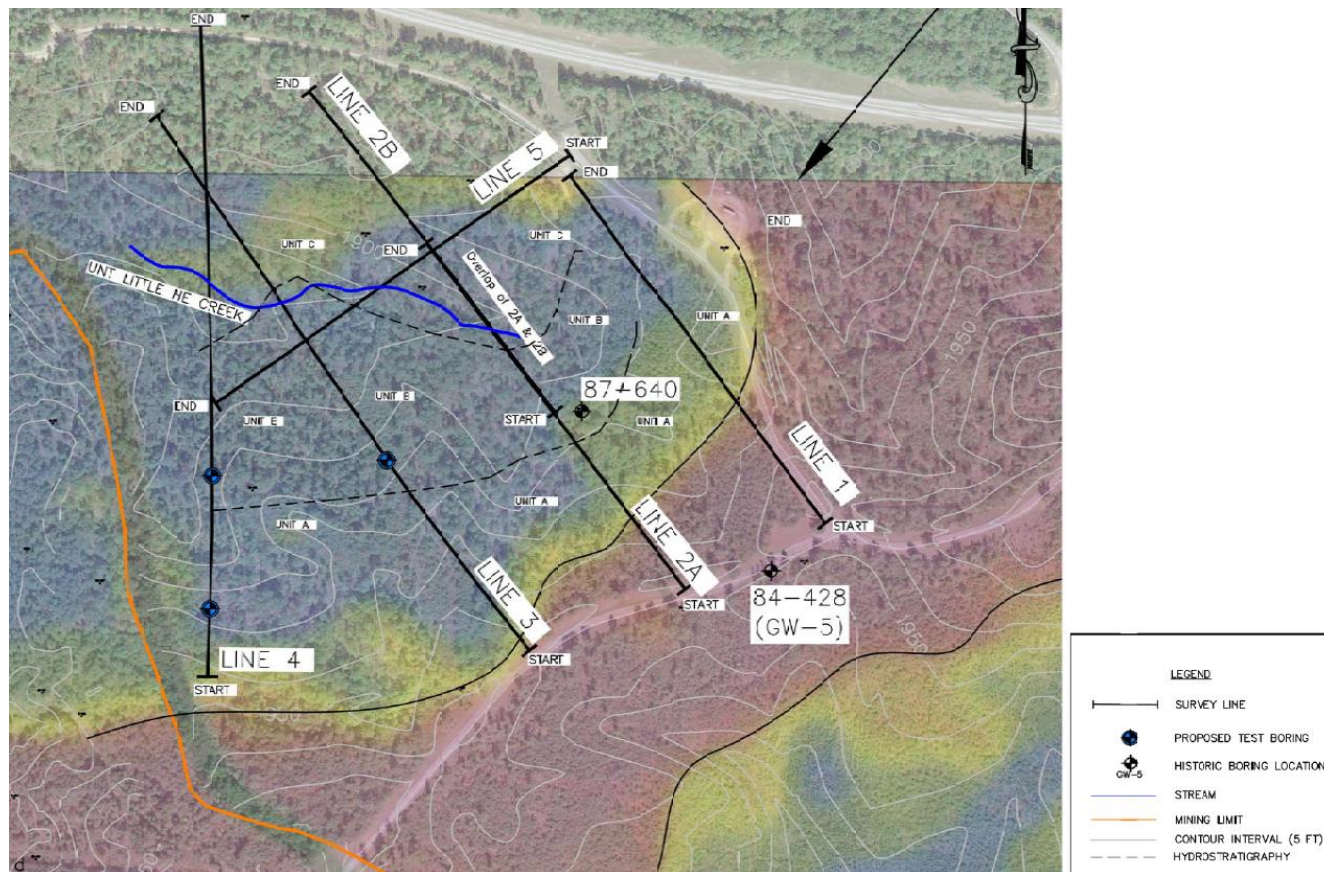 END
END
END
LINE 2B
LINE 5
START
END
1900
END
UNIT C
1900
UNIT C
END
UNT LITTLE HE CREEK
Overlap of 2A & 2B
UNIT B
UNIT A
1950
87-640
END
UNIT B
UNIT E
START
UNIT A
LINE 1
UNIT A
START
UNIT A
LINE 2A
START
84-428
(GW-5)
LINE 3
1950
START
LINE 4
START
LEGEND
SURVEY LINE
PROPOSED TEST BORING
GW-5
HISTORIC BORING LOCATION
STREAM
MINING LIMIT
CONTOUR INTERVAL (5 FT)
HYDROSTRATIGRAPHY